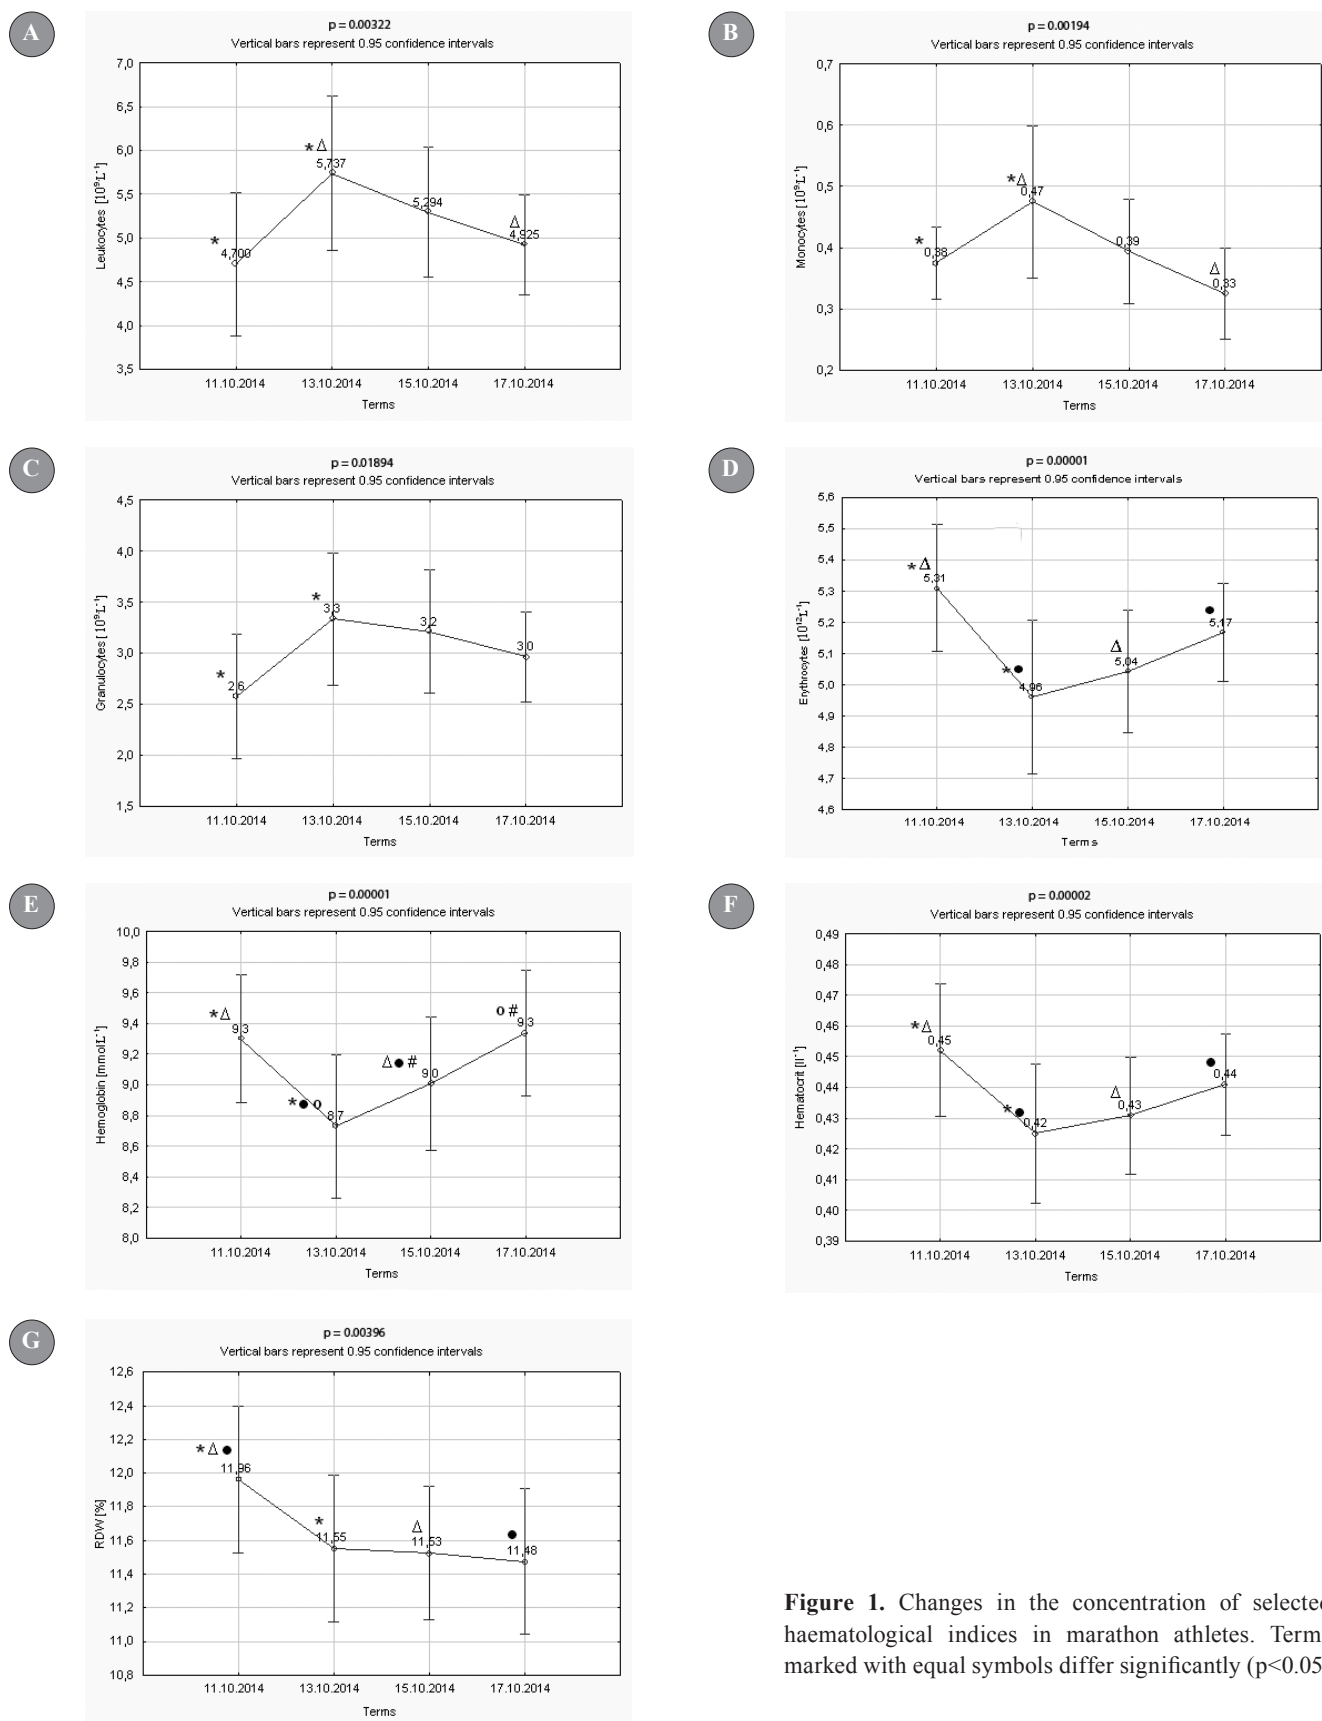 A
p = 0.00322
Vertical bars represent 0.95 confidence intervals
7,0
6,5
6,0
5,5
5,0
4,5
4,0
3,5
Leukocytes [10⁹L⁻¹]
* 4,700
* Δ 5,737
5,294
Δ 4,925
11.10.2014 13.10.2014 15.10.2014 17.10.2014
Terms
B
p = 0.00194
Vertical bars represent 0.95 confidence intervals
0,7
0,6
0,5
0,4
0,3
0,2
Monocytes [10⁹L⁻¹]
* 0,38
* Δ 0,47
0,39
Δ 0,33
11.10.2014 13.10.2014 15.10.2014 17.10.2014
Terms
C
p = 0.01894
Vertical bars represent 0.95 confidence intervals
4,5
4,0
3,5
3,0
2,5
2,0
1,5
Granulocytes [10⁹L⁻¹]
* 2,6
* 3,3
3,2
3,0
11.10.2014 13.10.2014 15.10.2014 17.10.2014
Terms
D
p = 0.00001
Vertical bars represent 0.95 confidence intervals
5,6
5,5
5,4
5,3
5,2
5,1
5,0
4,9
4,8
4,7
4,6
Erythrocytes [10¹²L⁻¹]
* Δ 5,31
* ● 4,96
Δ 5,04
● 5,17
11.10.2014 13.10.2014 15.10.2014 17.10.2014
Terms
E
p = 0.00001
Vertical bars represent 0.95 confidence intervals
10,0
9,8
9,6
9,4
9,2
9,0
8,8
8,6
8,4
8,2
8,0
Hemoglobin [mmolL⁻¹]
* Δ 9,3
* ● o 8,7
Δ ● # 9,0
o # 9,3
11.10.2014 13.10.2014 15.10.2014 17.10.2014
Terms
F
p = 0.00002
Vertical bars represent 0.95 confidence intervals
0,49
0,48
0,47
0,46
0,45
0,44
0,43
0,42
0,41
0,40
0,39
Hematocrit [ll⁻¹]
* Δ 0,45
* ● 0,42
Δ 0,43
● 0,44
11.10.2014 13.10.2014 15.10.2014 17.10.2014
Terms
G
p = 0.00396
Vertical bars represent 0.95 confidence intervals
12,6
12,4
12,2
12,0
11,8
11,6
11,4
11,2
11,0
10,8
RDW [%]
* Δ ● 11,96
* 11,55
Δ 11,53
● 11,48
11.10.2014 13.10.2014 15.10.2014 17.10.2014
Terms
Figure 1. Changes in the concentration of selected
haematological indices in marathon athletes. Term
marked with equal symbols differ significantly (p<0.05